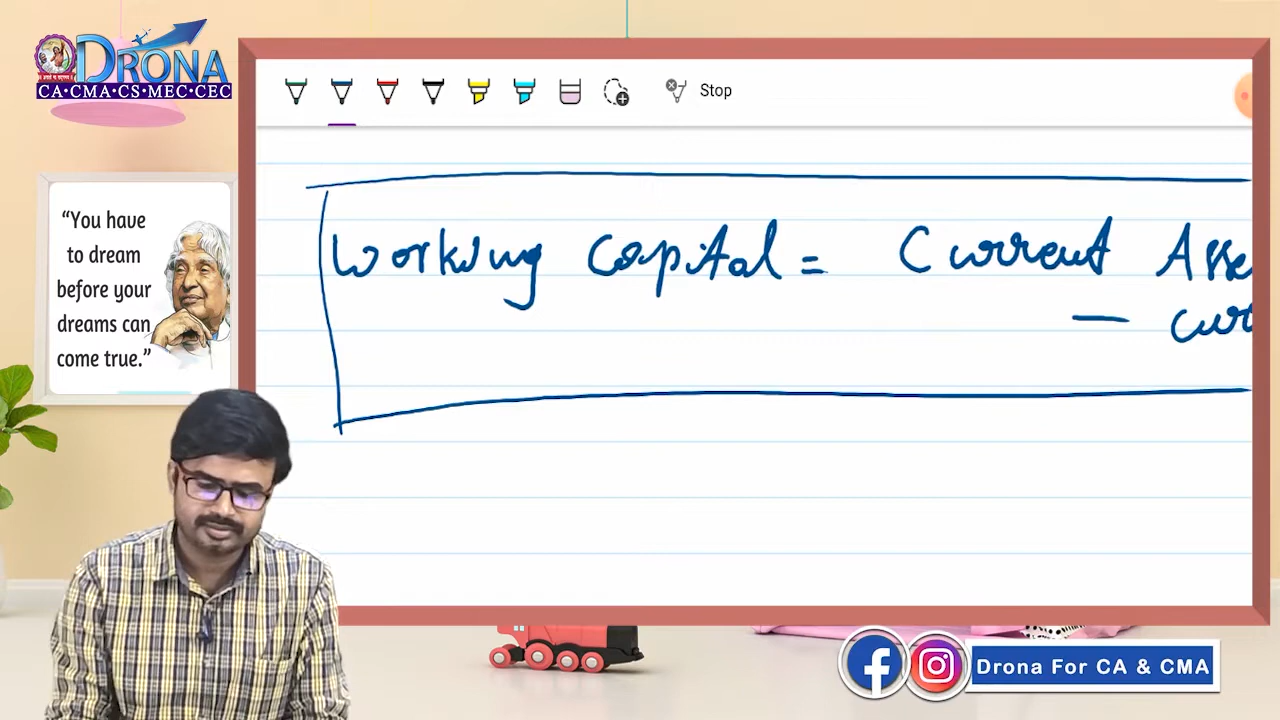 DRONA
CA•CMA•CS•MEC•CEC
“You have
to dream
before your
dreams can
come true.”
Stop
Working Capital = Current Asse
— cur
Drona For CA & CMA